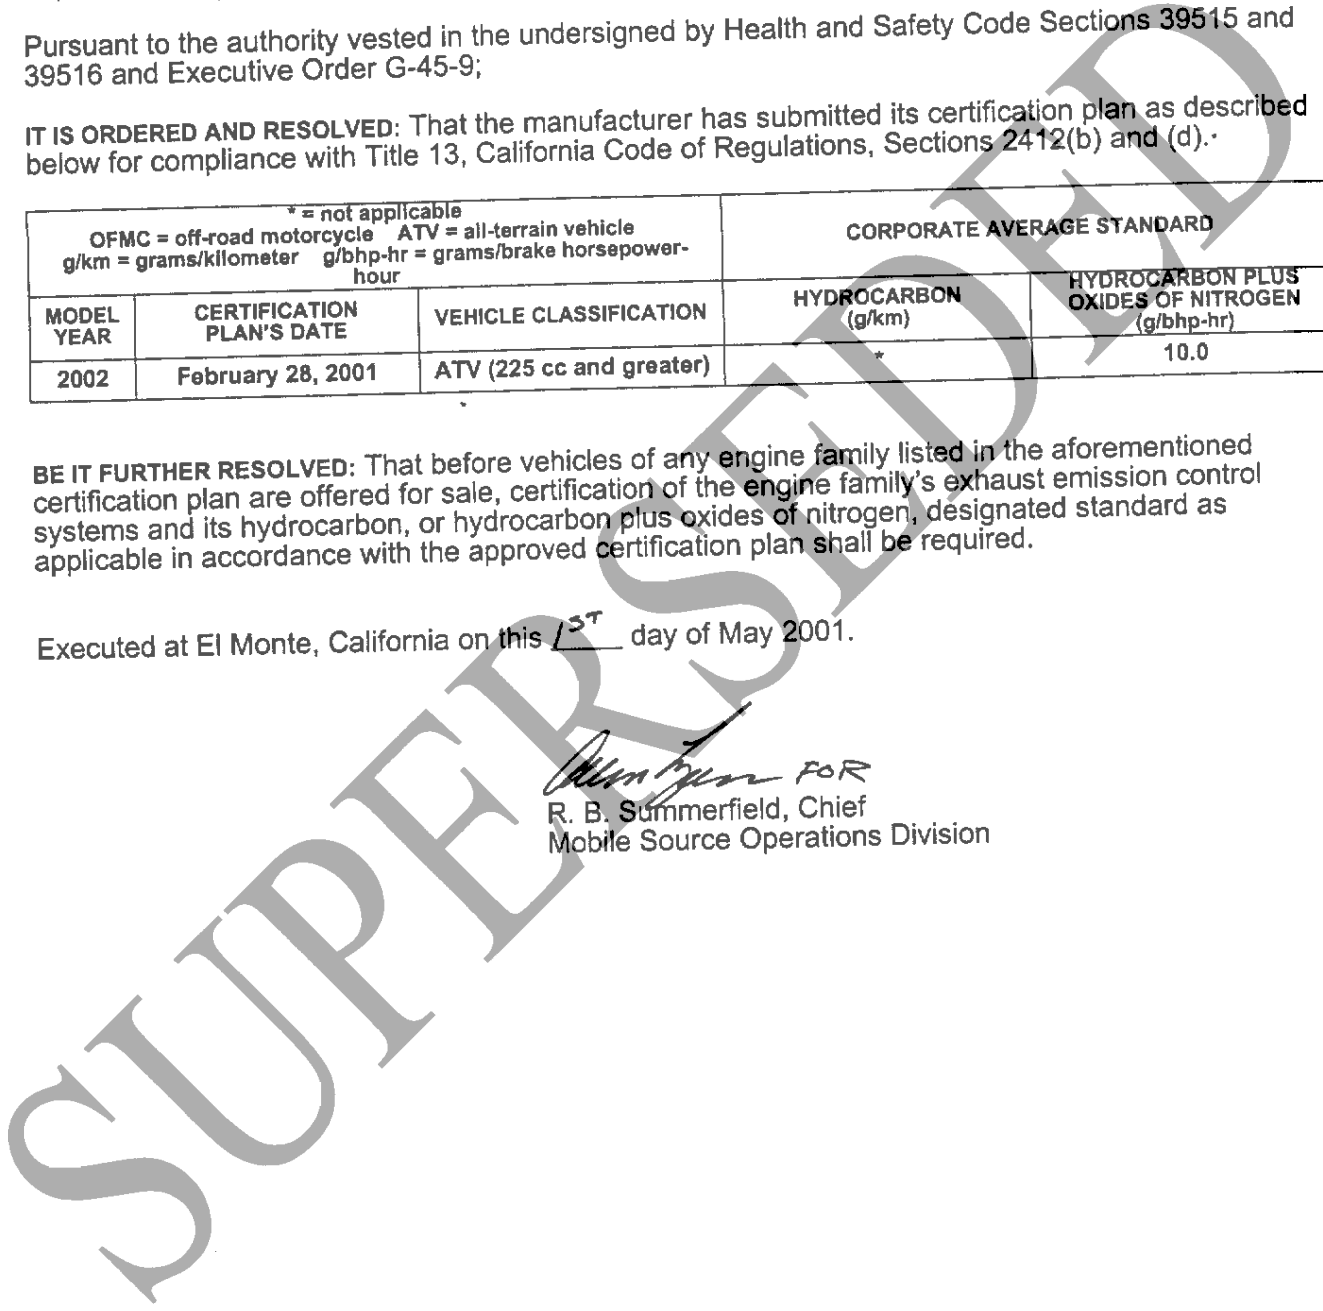 Pursuant to the authority vested in the undersigned by Health and Safety Code Sections 39515 and
39516 and Executive Order G-45-9;
IT IS ORDERED AND RESOLVED: That the manufacturer has submitted its certification plan as described
below for compliance with Title 13, California Code of Regulations, Sections 2412(b) and (d).
* = not applicable
OFMC = off-road motorcycle ATV = all-terrain vehicle
g/km = grams/kilometer g/bhp-hr = grams/brake horsepower-
hour
CORPORATE AVERAGE STANDARD
MODEL
YEAR
CERTIFICATION
PLAN'S DATE
VEHICLE CLASSIFICATION
HYDROCARBON
(g/km)
HYDROCARBON PLUS
OXIDES OF NITROGEN
(g/bhp-hr)
2002
February 28, 2001
ATV (225 cc and greater)
*
10.0
BE IT FURTHER RESOLVED: That before vehicles of any engine family listed in the aforementioned
certification plan are offered for sale, certification of the engine family's exhaust emission control
systems and its hydrocarbon, or hydrocarbon plus oxides of nitrogen, designated standard as
applicable in accordance with the approved certification plan shall be required.
Executed at El Monte, California on this 1ST day of May 2001.
FOR
R. B. Summerfield, Chief
Mobile Source Operations Division
SUPERSEDED